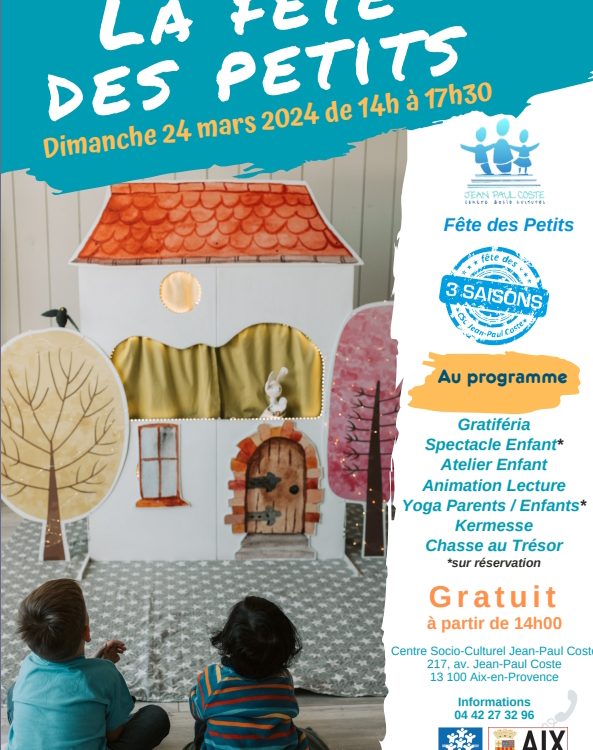 LA FÊTE
DES PETITS
Dimanche 24 mars 2024 de 14h à 17h30
JEAN PAUL COSTE
Centre Socio Culturel
Fête des Petits
fête des
3 SAISONS
CSC Jean-Paul Coste
Au programme
Gratiféria
Spectacle Enfant*
Atelier Enfant
Animation Lecture
Yoga Parents / Enfants*
Kermesse
Chasse au Trésor
*sur réservation
Gratuit
à partir de 14h00
Centre Socio-Culturel Jean-Paul Coste
217, av. Jean-Paul Coste
13 100 Aix-en-Provence
Informations
04 42 27 32 96
AIX